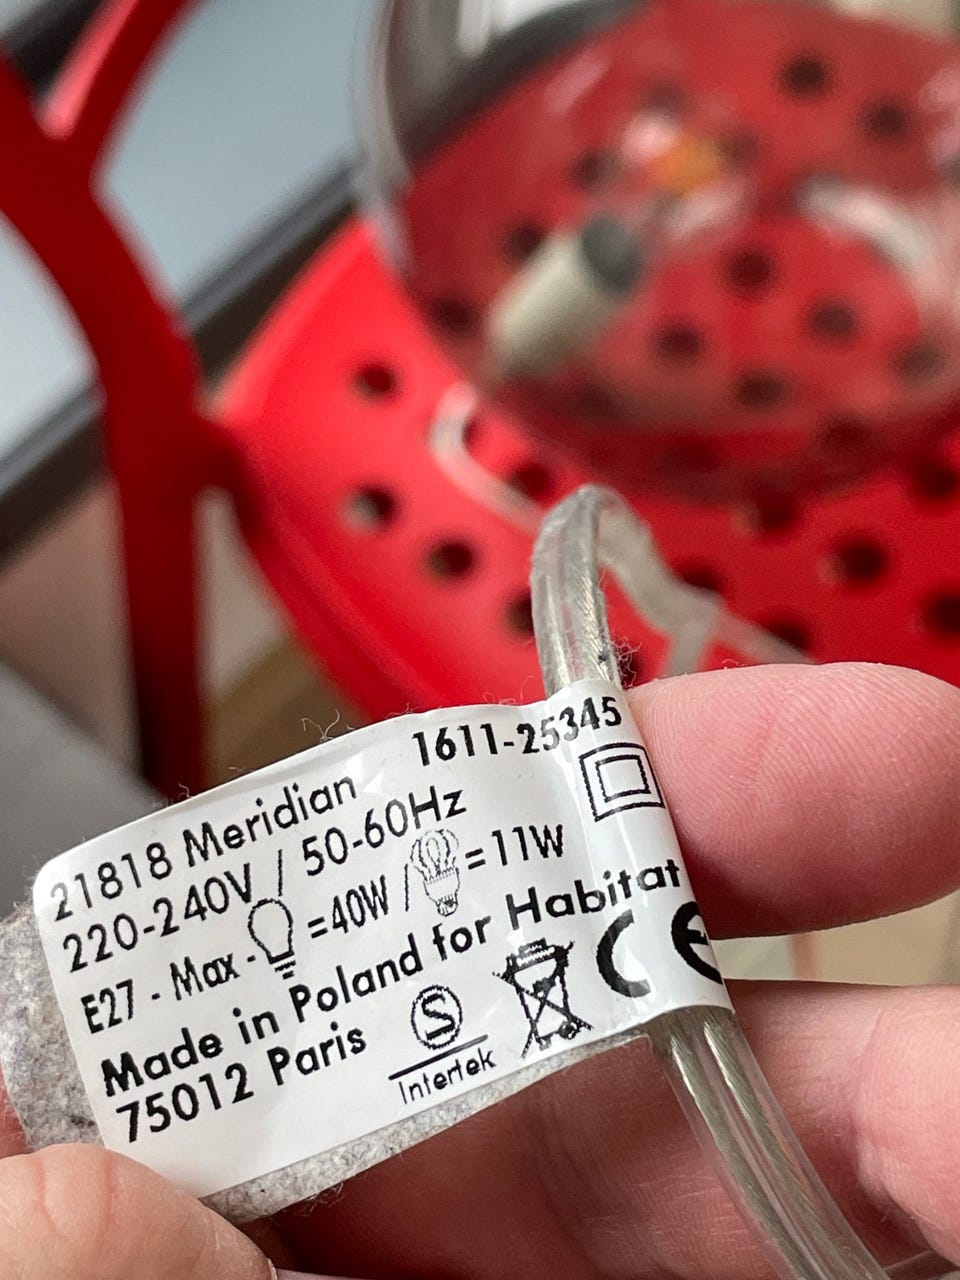 1611-25345
21818 Meridian
220-240V / 50-60Hz
E27 - Max - =40W / =11W
Made in Poland for Habitat
75012 Paris
S
Intertek
CE